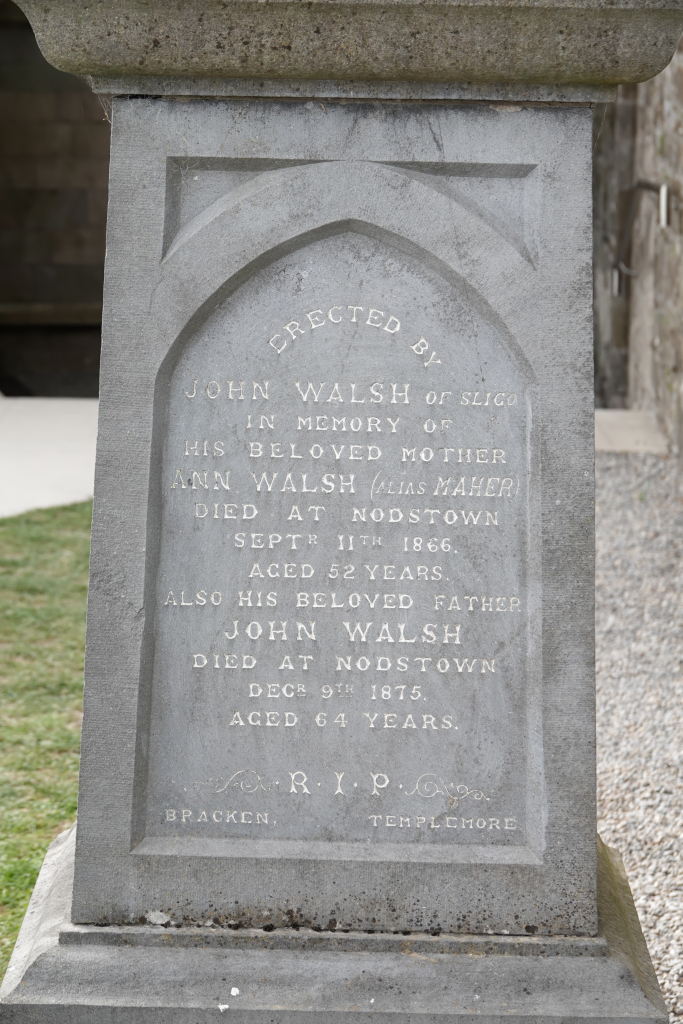 ERECTED BY
JOHN WALSH OF SLIGO
IN MEMORY OF
HIS BELOVED MOTHER
ANN WALSH (ALIAS MAHER)
DIED AT NODSTOWN
SEPTR 11TH 1866.
AGED 52 YEARS.
ALSO HIS BELOVED FATHER
JOHN WALSH
DIED AT NODSTOWN
DECR 9TH 1875.
AGED 64 YEARS.
R.I.P.
BRACKEN, TEMPLEMORE